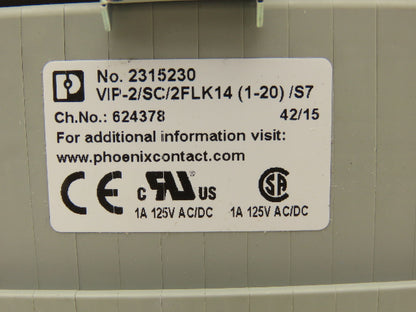 No. 2315230
VIP-2/SC/2FLK14 (1-20) /S7
Ch.No.: 624378 42/15
For additional information visit:
www.phoenixcontact.com
CE c UL US SA
1A 125V AC/DC 1A 125V AC/DC